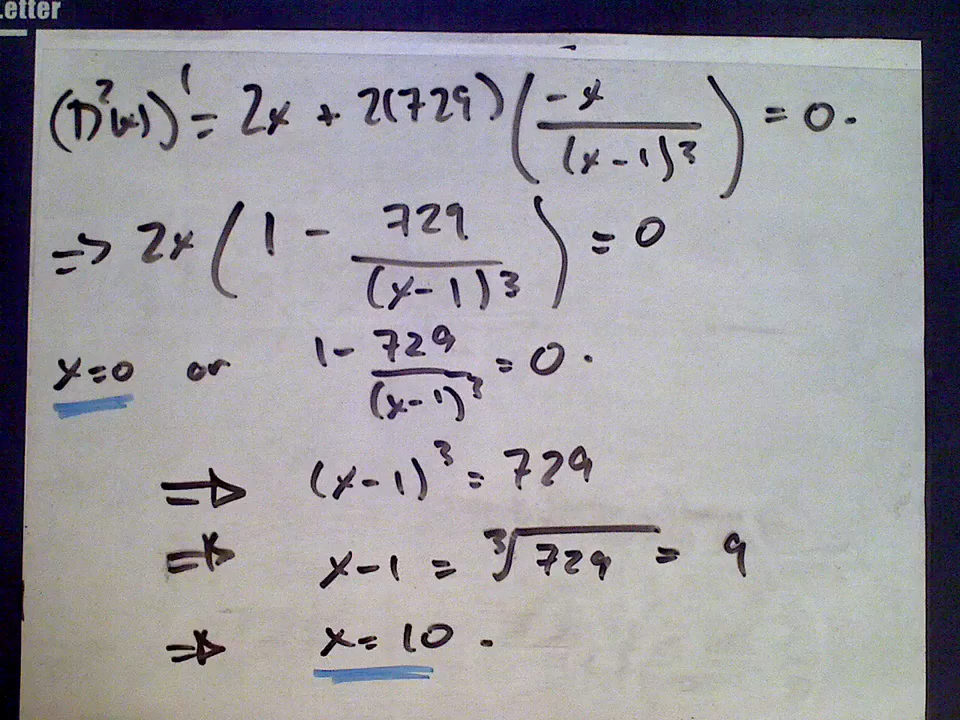 Letter
(D²(x))' = 2x + 2(729) (-x / (x-1)³) = 0.
=> 2x (1 - 729 / (x-1)³) = 0
x=0 or 1 - 729 / (x-1)³ = 0.
=> (x-1)³ = 729
=> x-1 = ³√729 = 9
=> x = 10.